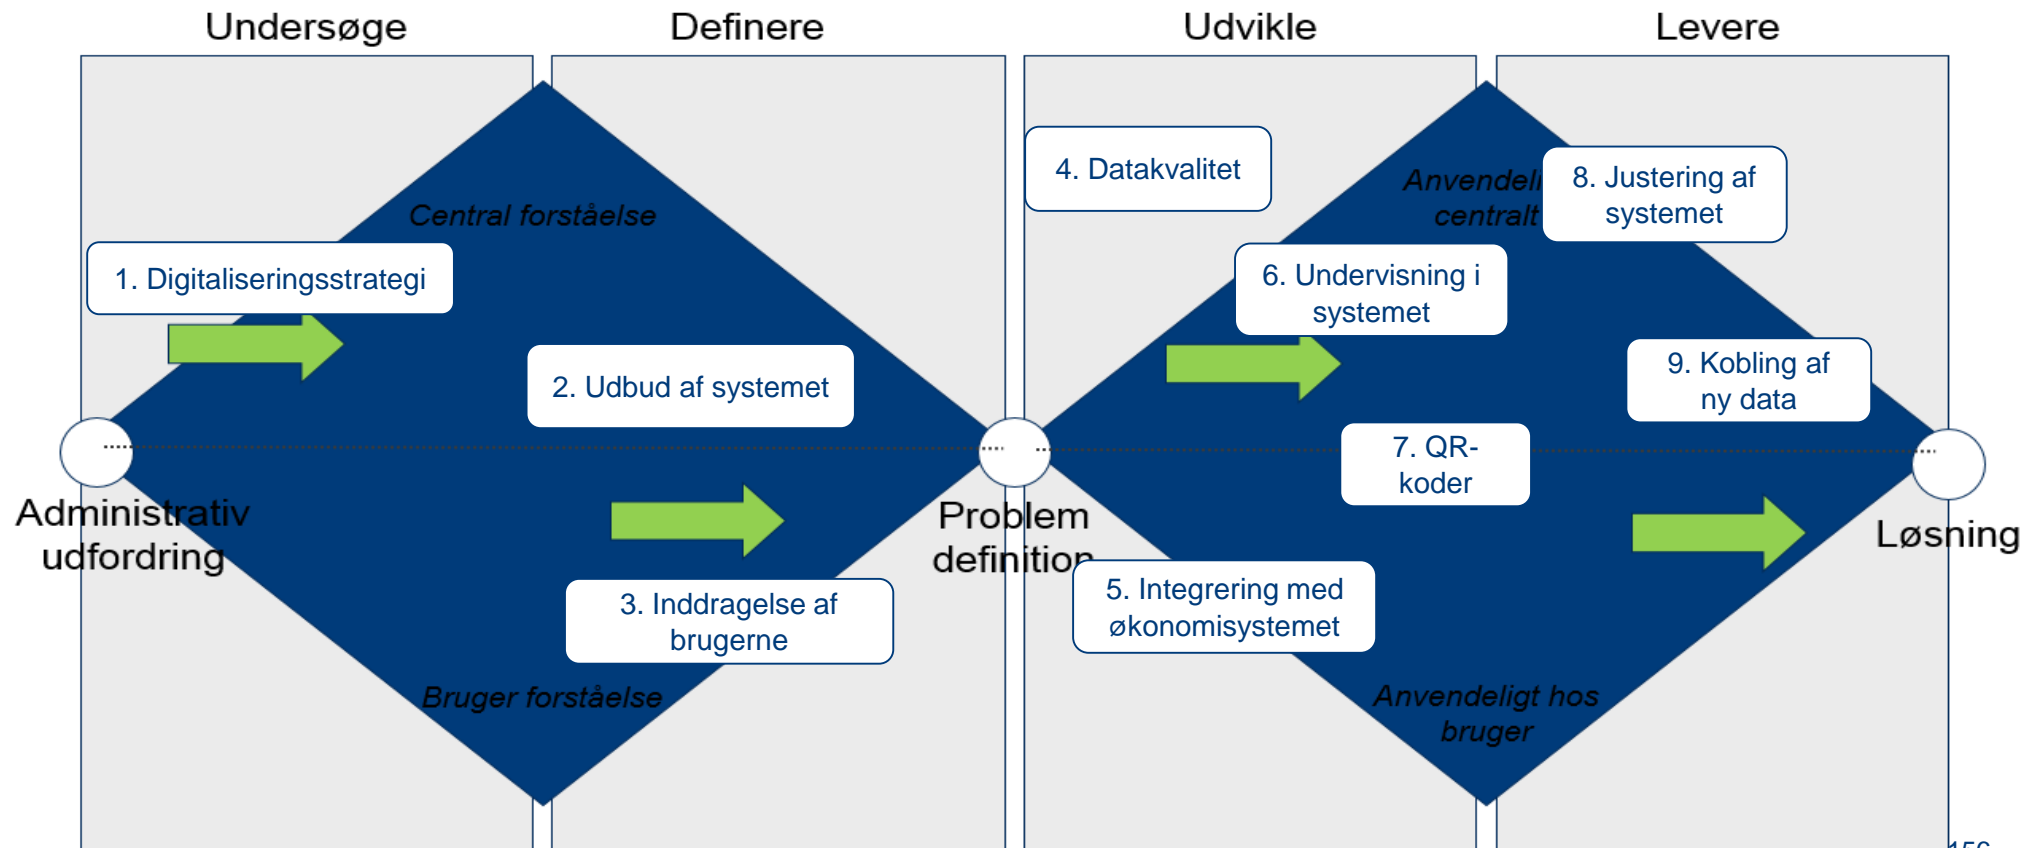 Undersøge
Definere
Udvikle
Levere
Central forståelse
1. Digitaliseringsstrategi
2. Udbud af systemet
Administrativ
udfordring
3. Inddragelse af
brugerne
Bruger forståelse
Problem
definition
4. Datakvalitet
centralt
8. Justering af
systemet
6. Undervisning i
systemet
9. Kobling af
ny data
7. QR-
koder
5. Integrering med
økonomisystemet
Anvendeligt hos
bruger
Løsning